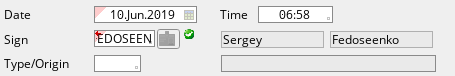 Date 10.Jun.2019 Time 06:58
Sign EDOSEEN Sergey Fedoseenko
Type/Origin